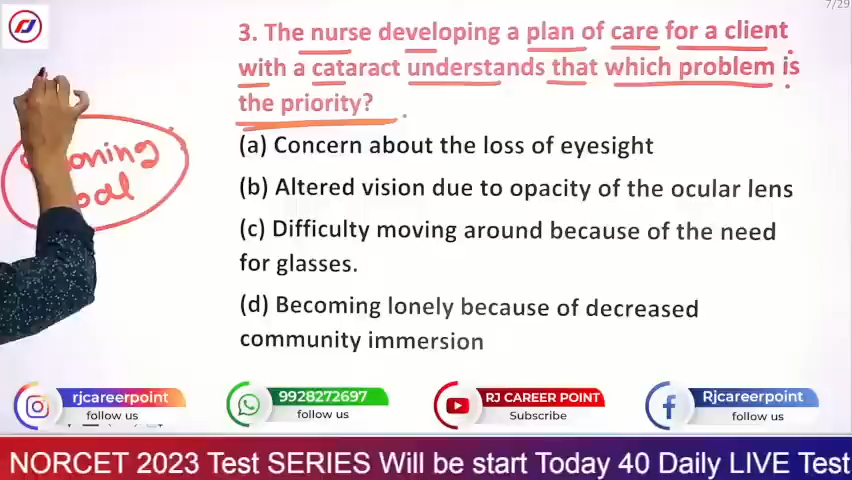 7/29
3. The nurse developing a plan of care for a client
with a cataract understands that which problem is
the priority?
(a) Concern about the loss of eyesight
(b) Altered vision due to opacity of the ocular lens
(c) Difficulty moving around because of the need
for glasses.
(d) Becoming lonely because of decreased
community immersion
rjcareerpoint
follow us
9928272697
follow us
RJ CAREER POINT
Subscribe
Rjcareerpoint
follow us
NORCET 2023 Test SERIES Will be start Today 40 Daily LIVE Test